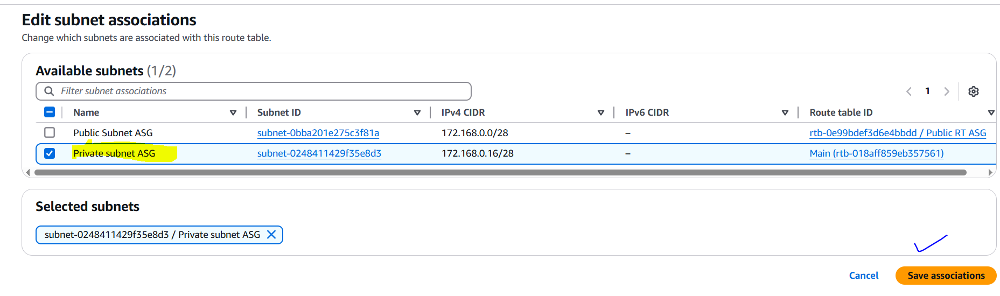 Edit subnet associations
Change which subnets are associated with this route table.
Available subnets (1/2)
Filter subnet associations
1
Name Subnet ID IPv4 CIDR IPv6 CIDR Route table ID
Public Subnet ASG subnet-0bba201e275c3f81a 172.168.0.0/28 – rtb-0e99bdef3d6e4bbdd / Public RT ASG
Private subnet ASG subnet-0248411429f35e8d3 172.168.0.16/28 – Main (rtb-018aff859eb357561)
Selected subnets
subnet-0248411429f35e8d3 / Private subnet ASG
Cancel Save associations